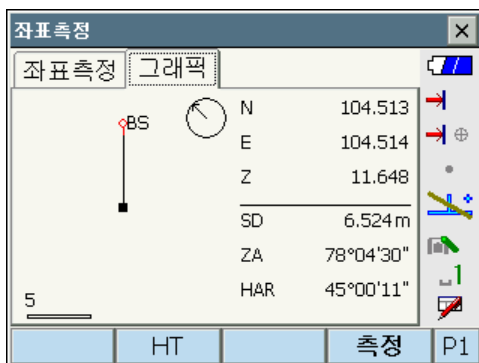 좌표측정
좌표측정 그래픽
BS
N 104.513
E 104.514
Z 11.648
SD 6.524m
ZA 78°04'30"
HAR 45°00'11"
5
1
HT 측정 P1